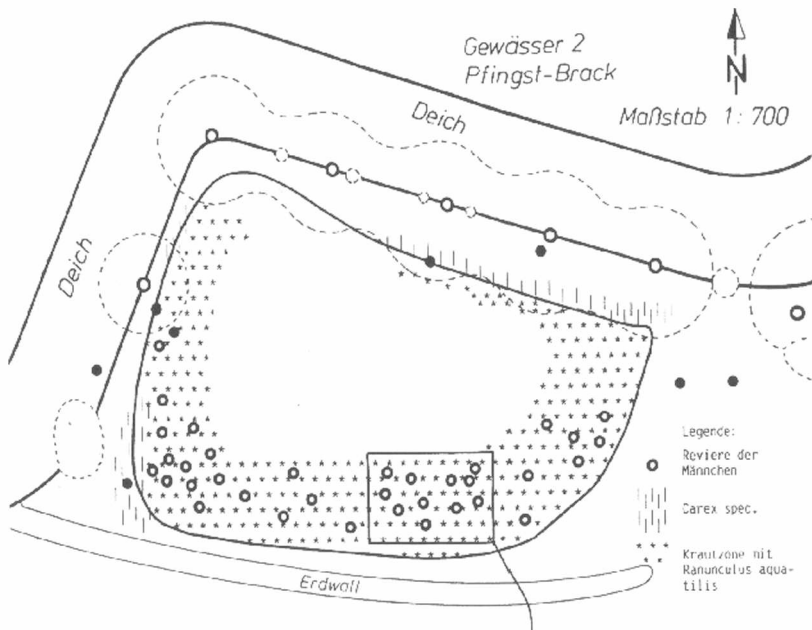 Gewässer 2
Pfingst-Brack
N
Maßstab 1:700
Deich
Deich
Legende:
Reviere der
Männchen
Carex spec.
Krautzone mit
Ranunculus aqua-
tilis
Erdwall